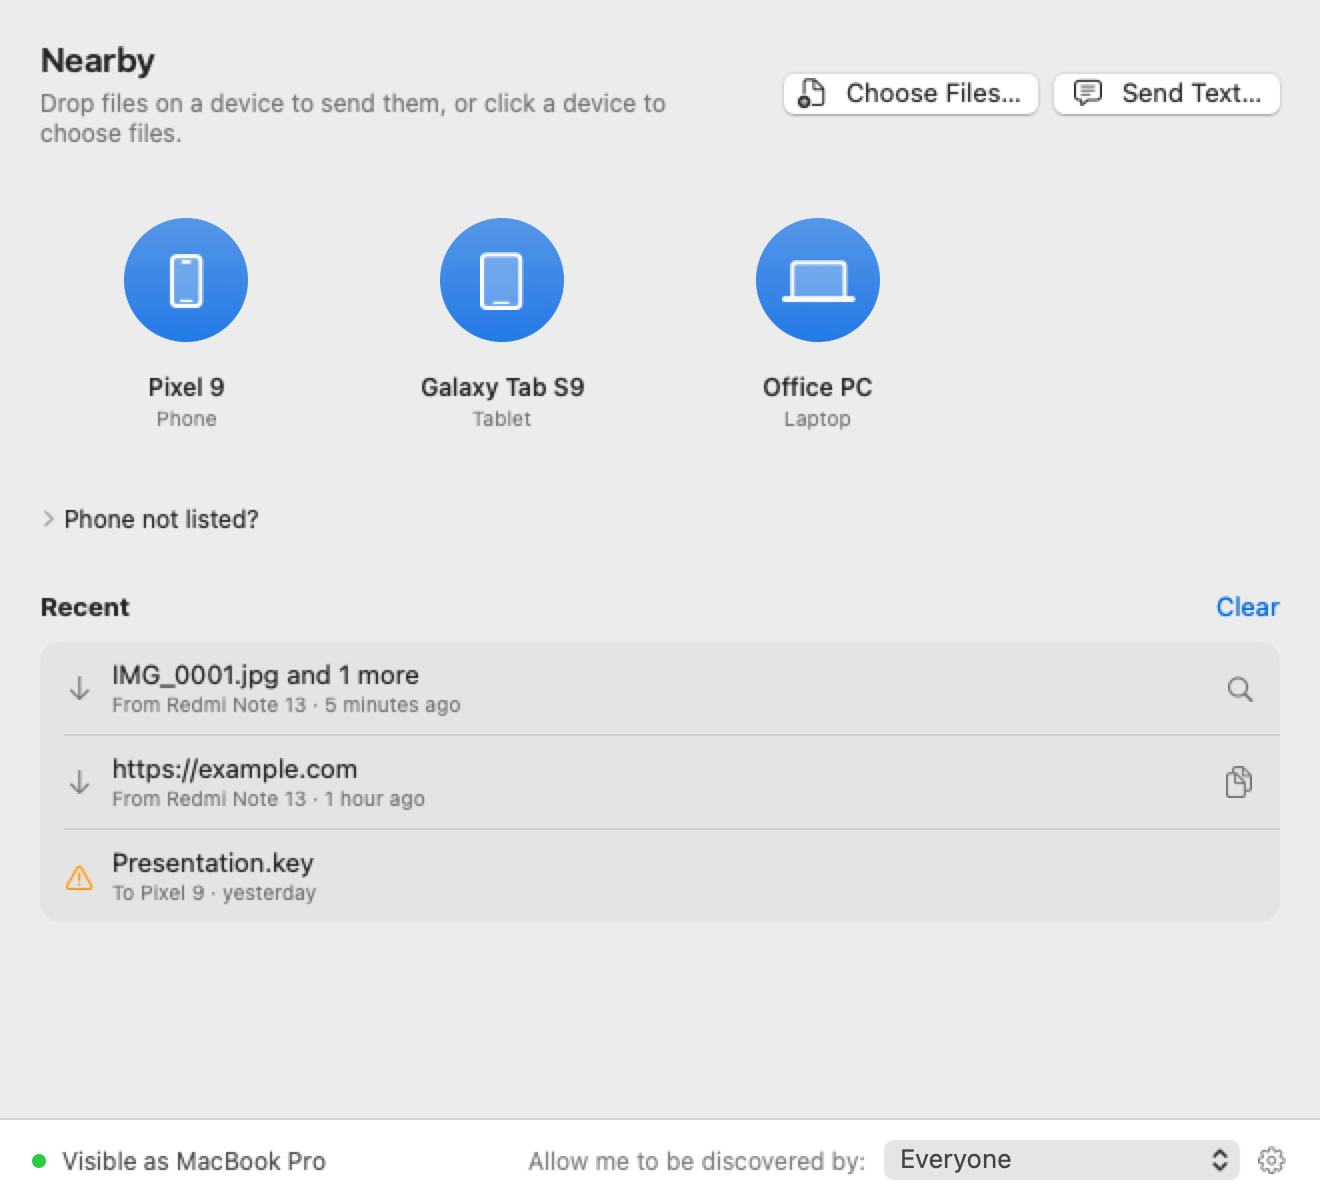 Nearby
Drop files on a device to send them, or click a device to
choose files.
Choose Files...
Send Text...
Pixel 9
Phone
Galaxy Tab S9
Tablet
Office PC
Laptop
Phone not listed?
Recent
Clear
IMG_0001.jpg and 1 more
From Redmi Note 13 · 5 minutes ago
https://example.com
From Redmi Note 13 · 1 hour ago
Presentation.key
To Pixel 9 · yesterday
Visible as MacBook Pro
Allow me to be discovered by:
Everyone